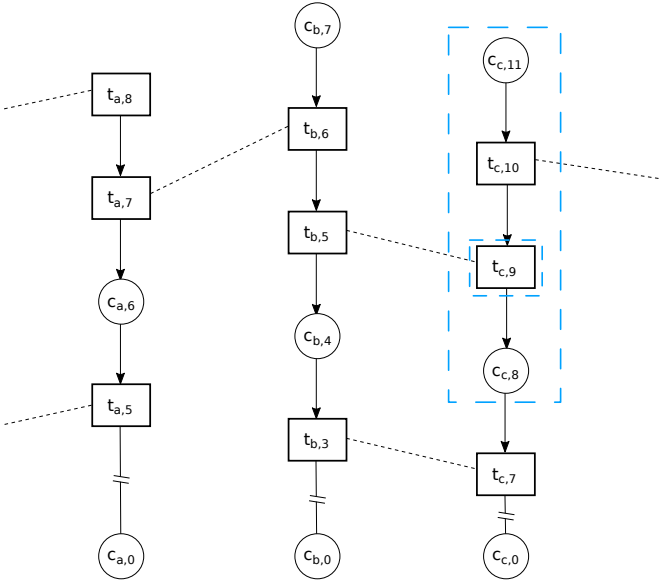 c_b,7
c_c,11
t_a,8
t_b,6
t_c,10
t_a,7
t_b,5
t_c,9
c_a,6
c_b,4
c_c,8
t_a,5
t_b,3
t_c,7
c_a,0
c_b,0
c_c,0